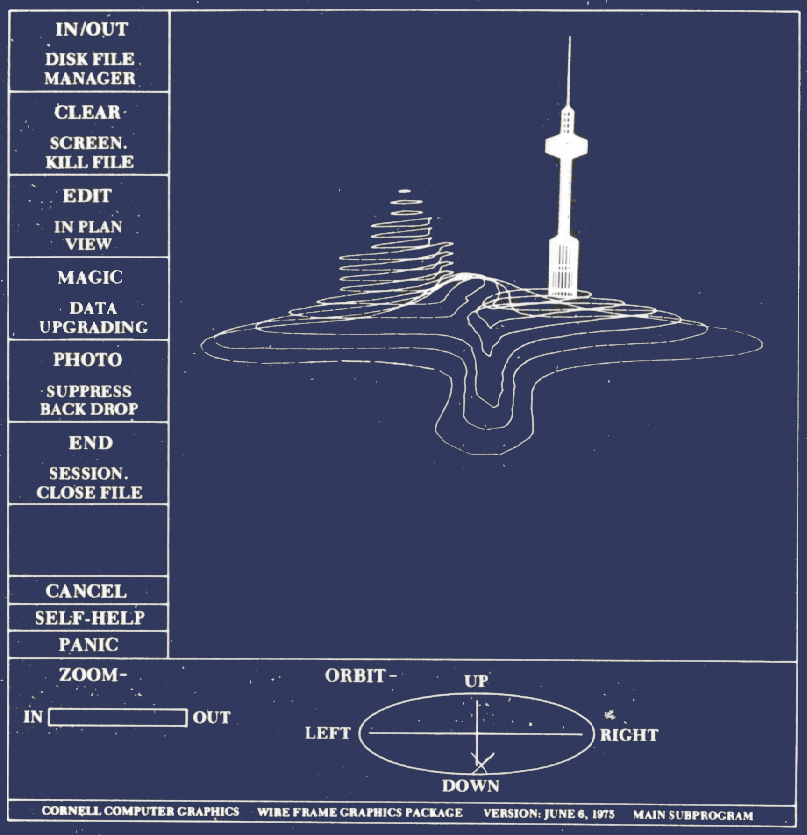 IN/OUT
DISK FILE
MANAGER
CLEAR
SCREEN.
KILL FILE
EDIT
IN PLAN
VIEW
MAGIC
DATA
UPGRADING
PHOTO
SUPPRESS
BACK DROP
END
SESSION.
CLOSE FILE
CANCEL
SELF-HELP
PANIC
ZOOM-
IN OUT
ORBIT-
UP
LEFT RIGHT
DOWN
CORNELL COMPUTER GRAPHICS WIRE FRAME GRAPHICS PACKAGE VERSION: JUNE 6, 1975 MAIN SUBPROGRAM